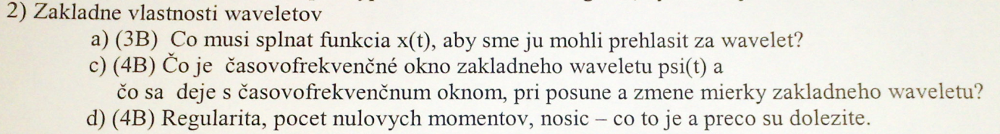 2) Zakladne vlastnosti waveletov
a) (3B) Co musi splnat funkcia x(t), aby sme ju mohli prehlasit za wavelet?
c) (4B) Čo je časovofrekvenčné okno zakladneho waveletu psi(t) a
čo sa deje s časovofrekvenčnum oknom, pri posune a zmene mierky zakladneho waveletu?
d) (4B) Regularita, pocet nulovych momentov, nosic – co to je a preco su dolezite.